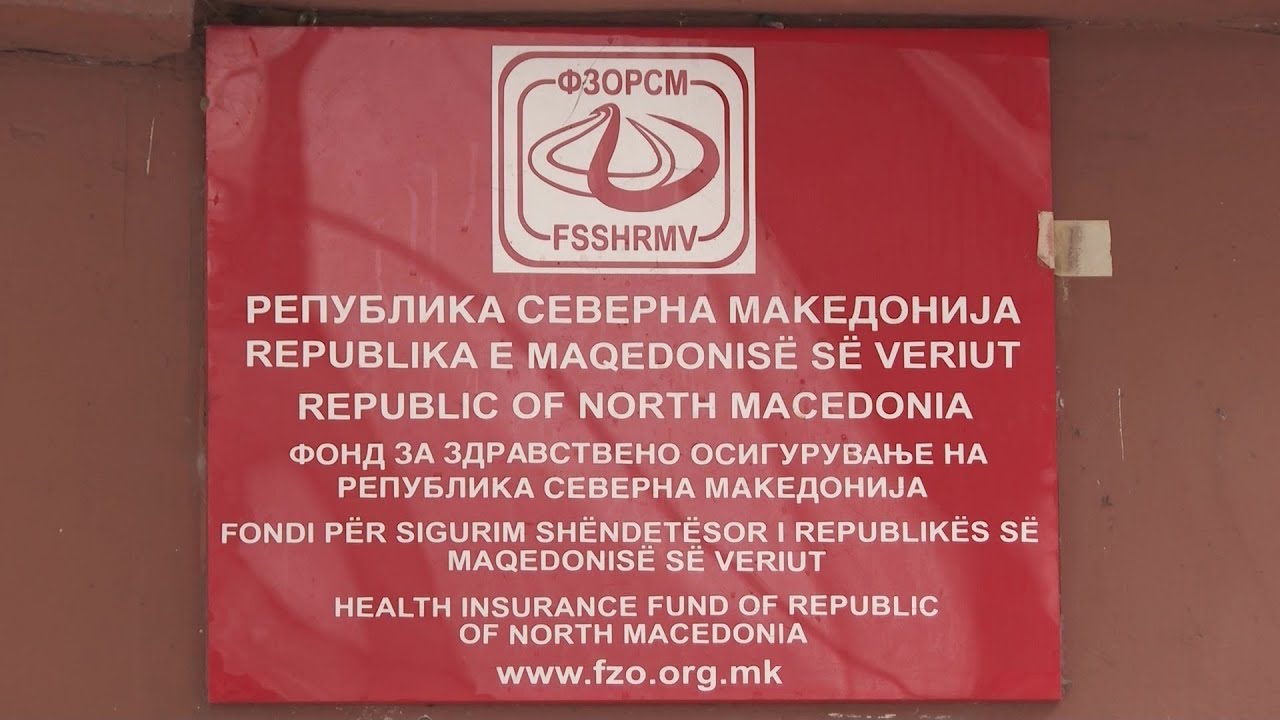 ФЗОРСМ
FSSHRMV
РЕПУБЛИКА СЕВЕРНА МАКЕДОНИЈА
REPUBLIKA E MAQEDONISË SË VERIUT
REPUBLIC OF NORTH MACEDONIA
ФОНД ЗА ЗДРАВСТВЕНО ОСИГУРУВАЊЕ НА
РЕПУБЛИКА СЕВЕРНА МАКЕДОНИЈА
FONDI PËR SIGURIM SHËNDETËSOR I REPUBLIKËS SË
MAQEDONISË SË VERIUT
HEALTH INSURANCE FUND OF REPUBLIC
OF NORTH MACEDONIA
www.fzo.org.mk